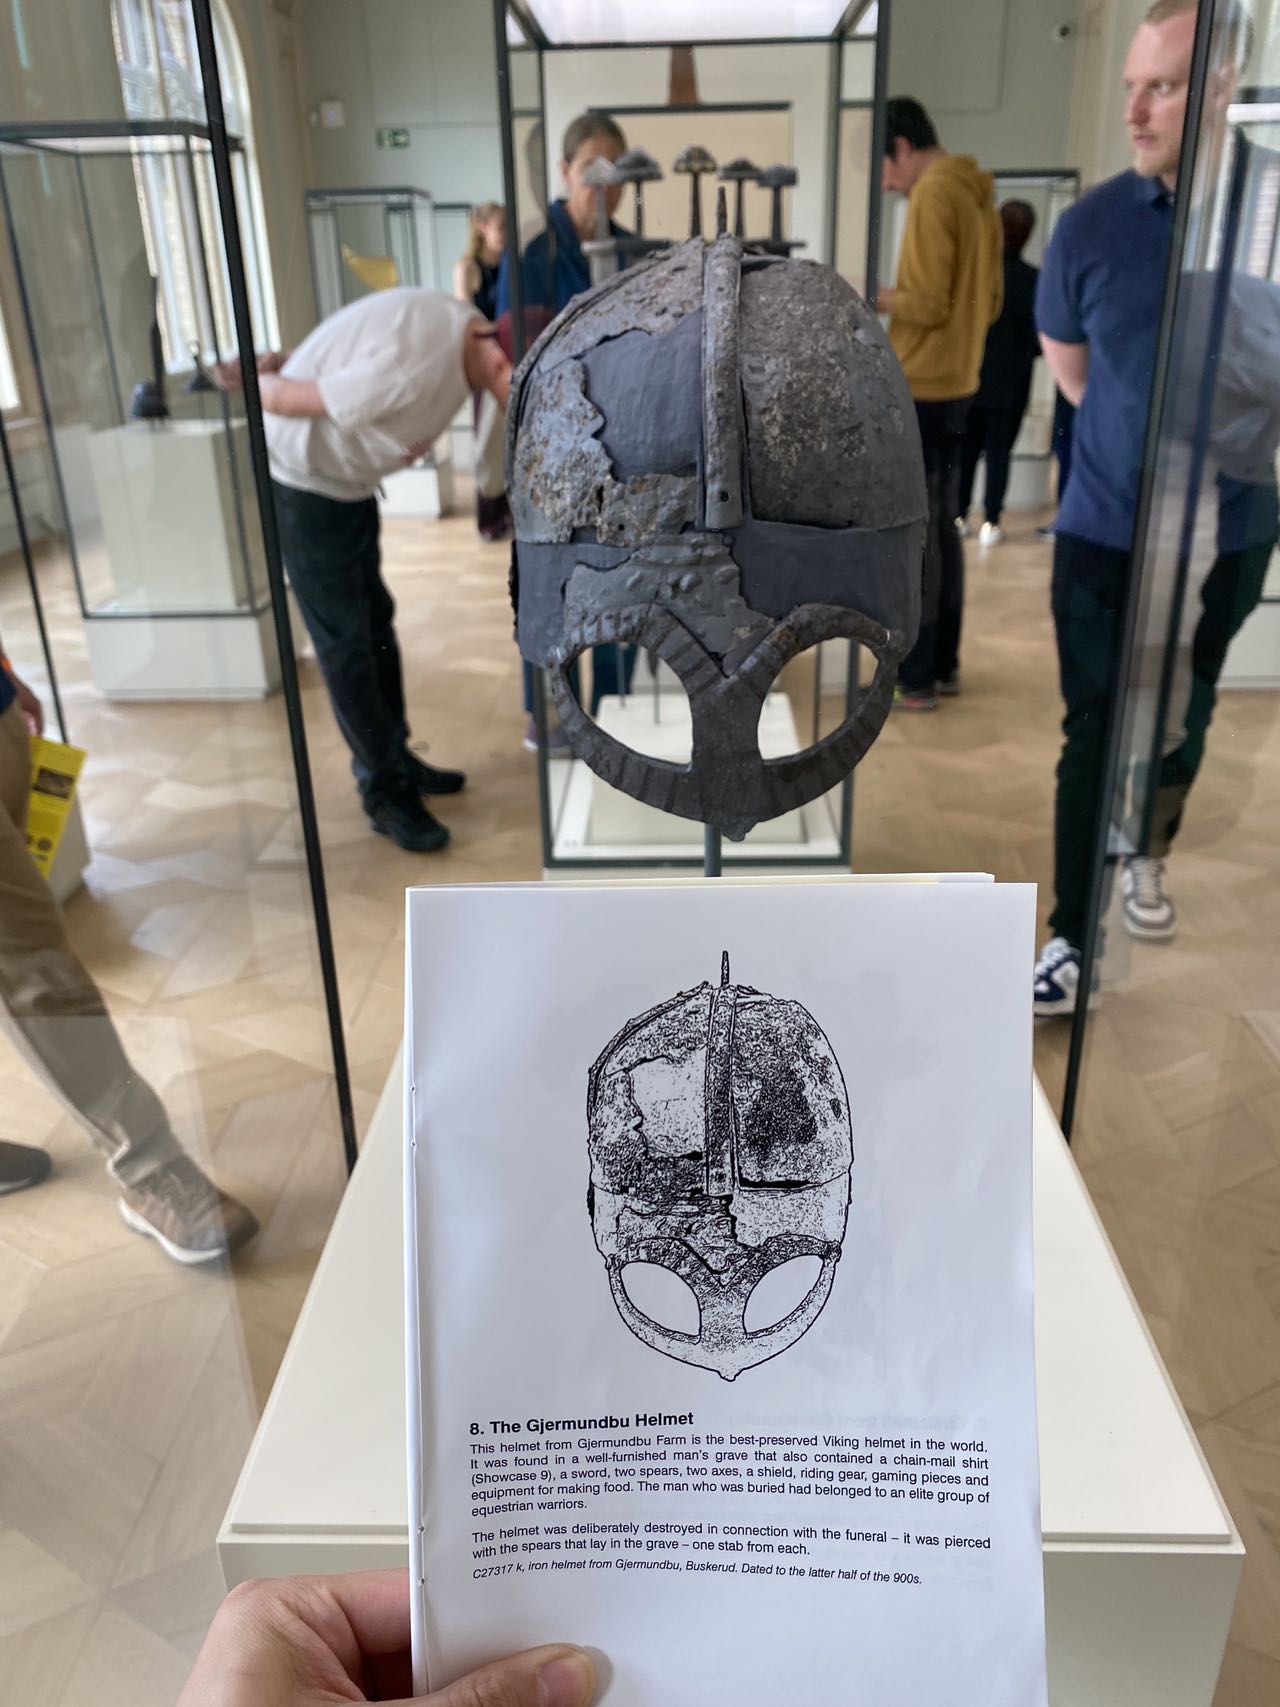 8. The Gjermundbu Helmet
This helmet from Gjermundbu Farm is the best-preserved Viking helmet in the world.
It was found in a well-furnished man's grave that also contained a chain-mail shirt
(Showcase 9), a sword, two spears, two axes, a shield, riding gear, gaming pieces and
equipment for making food. The man who was buried had belonged to an elite group of
equestrian warriors.
The helmet was deliberately destroyed in connection with the funeral – it was pierced
with the spears that lay in the grave – one stab from each.
C27317 k, iron helmet from Gjermundbu, Buskerud. Dated to the latter half of the 900s.